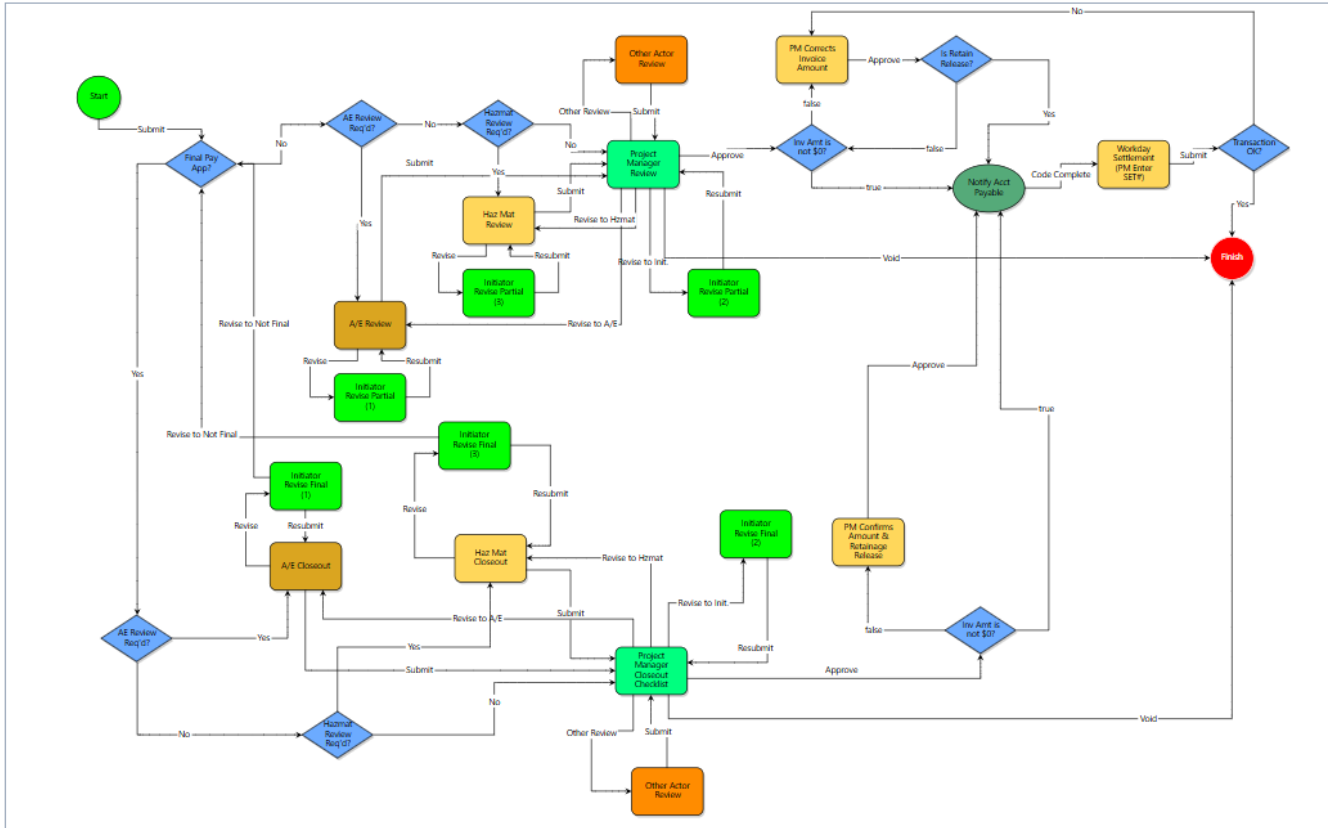 No
Other Actor
Review
PM Corrects
Invoice
Amount
Approve
Is Retain
Release?
Start
false
Yes
AE Review
Req'd?
Hazmat
Review
Req'd?
Other Review
Submit
Submit
No
No
No
Final Pay
App?
Project
Manager
Review
Approve
Inv Amt is
not $0?
false
Workday
Settlement
(PM Enter
SET#)
Submit
Transaction
OK?
Submit
Yes
Submit
Resubmit
true
Notify Acct
Payable
Code Complete
Yes
Haz Mat
Review
Revise to Hzmat
Yes
Revise
Resubmit
Revise to Init.
Void
Finish
Initiator
Revise Partial
(3)
Initiator
Revise Partial
(2)
Revise to Not Final
A/E Review
Revise to A/E
Revise
Resubmit
Approve
Yes
Initiator
Revise Partial
(1)
true
Revise to Not Final
Initiator
Revise Final
(3)
Initiator
Revise Final
(1)
Resubmit
Revise
Revise
Resubmit
Initiator
Revise Final
(2)
PM Confirms
Amount &
Retainage
Release
A/E Closeout
Haz Mat
Closeout
Revise to Hzmat
Revise to Init.
Revise to A/E
Submit
AE Review
Req'd?
Yes
Yes
false
Inv Amt is
not $0?
Resubmit
Submit
Project
Manager
Closeout
Checklist
Approve
No
No
Hazmat
Review
Req'd?
Other Review
Submit
Void
Other Actor
Review